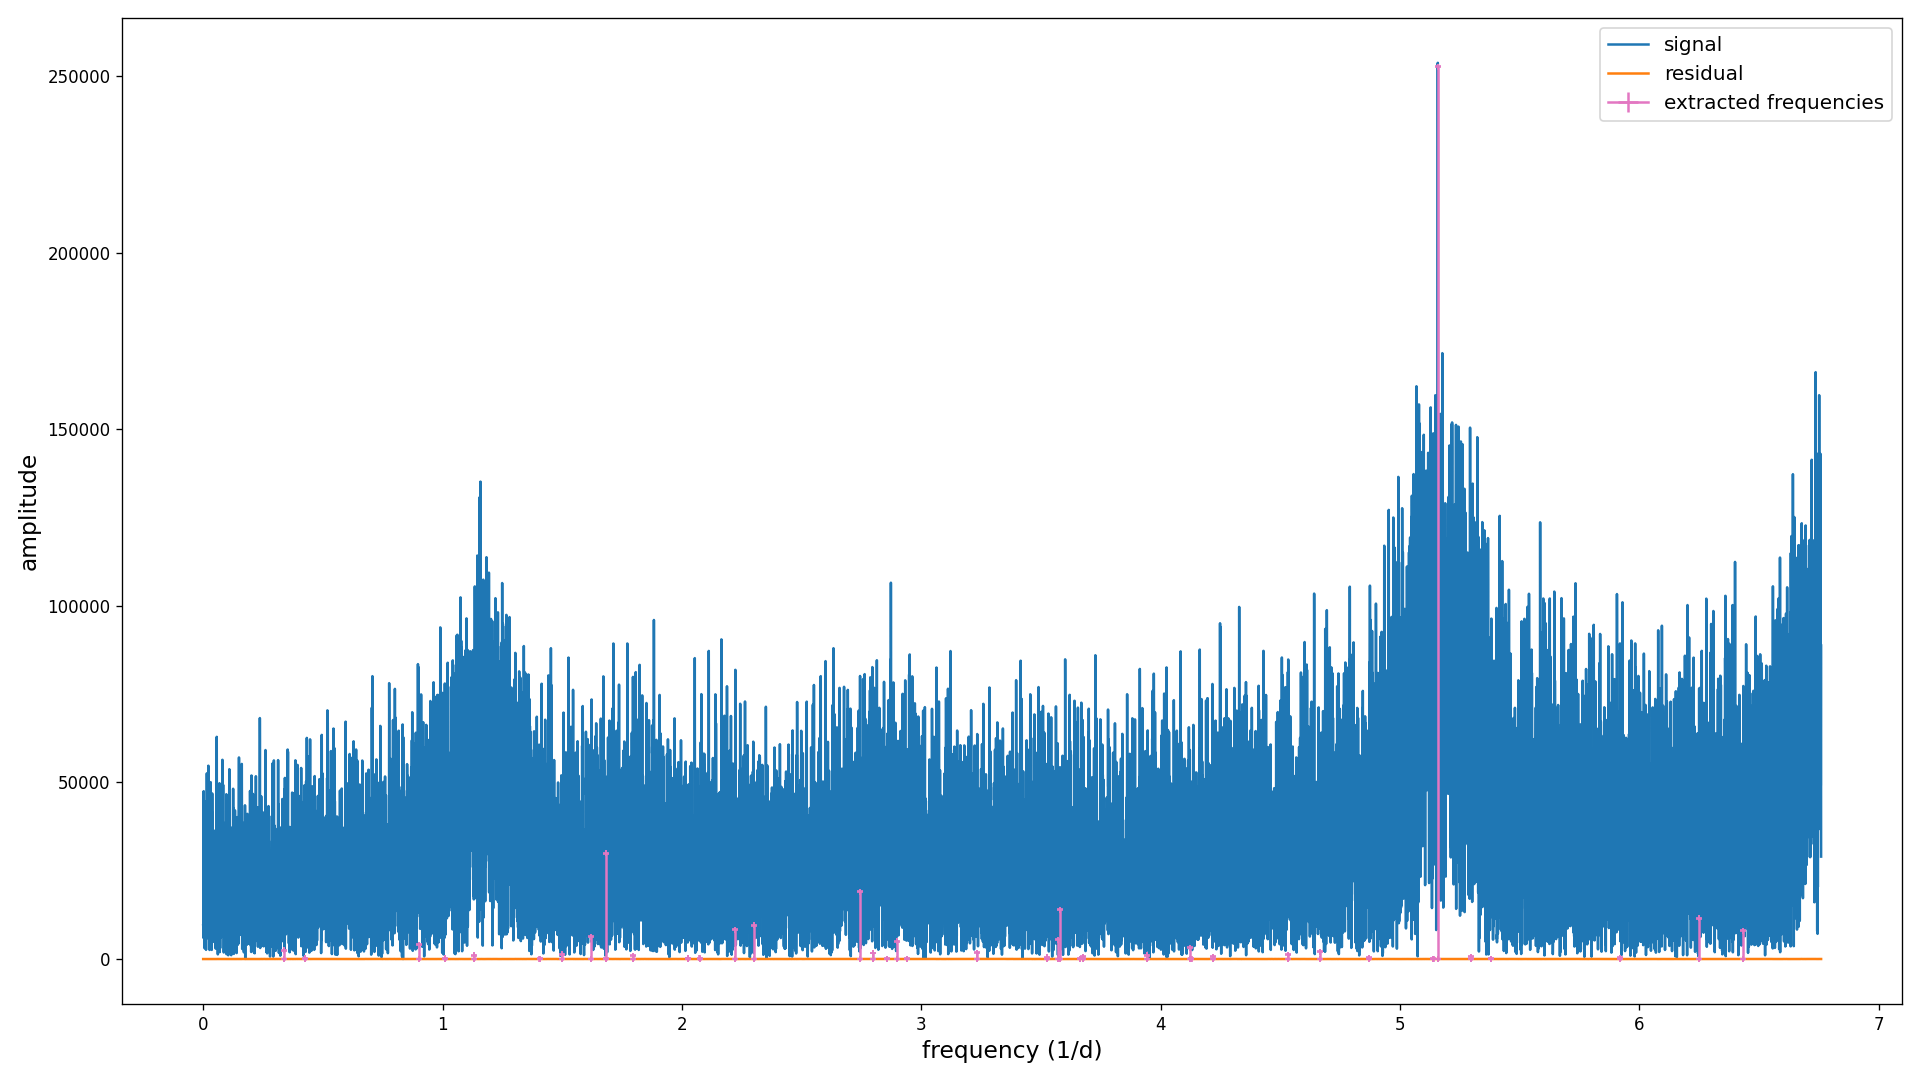 signal
residual
extracted frequencies
amplitude
250000
200000
150000
100000
50000
0
0 1 2 3 4 5 6 7
frequency (1/d)